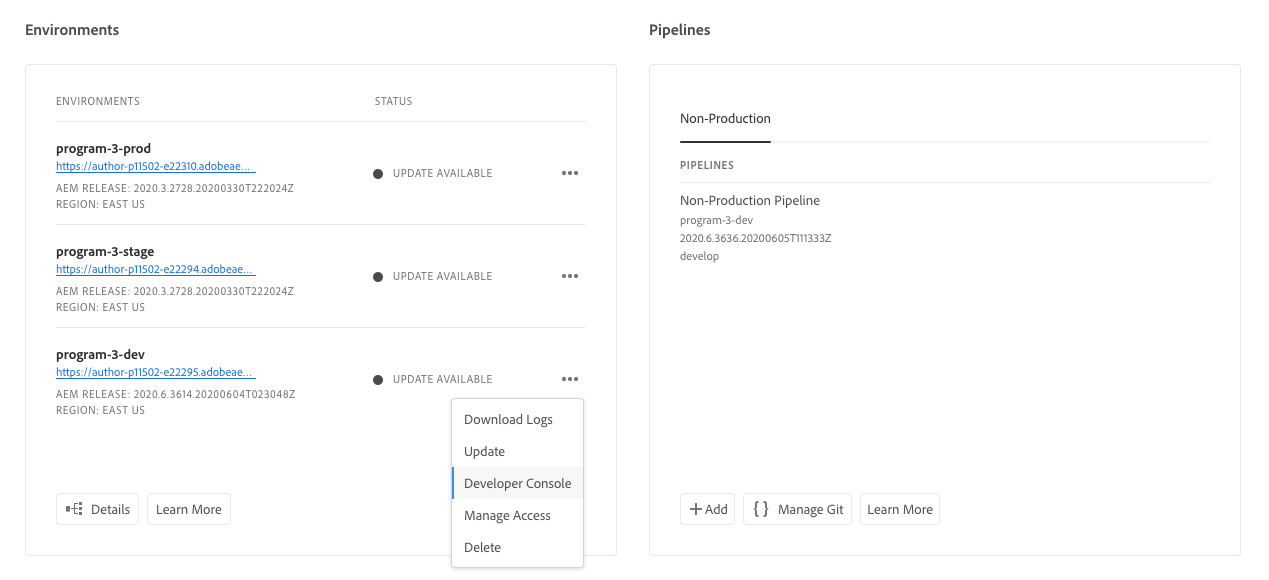 Environments
ENVIRONMENTS STATUS
program-3-prod
https://author-p11502-e22310.adobeae...
UPDATE AVAILABLE
AEM RELEASE: 2020.3.2728.20200330T222024Z
REGION: EAST US
program-3-stage
https://author-p11502-e22294.adobeae...
UPDATE AVAILABLE
AEM RELEASE: 2020.3.2728.20200330T222024Z
REGION: EAST US
program-3-dev
https://author-p11502-e22295.adobeae...
UPDATE AVAILABLE
AEM RELEASE: 2020.6.3614.20200604T023048Z
REGION: EAST US
Download Logs
Update
Developer Console
Manage Access
Delete
Details Learn More
Pipelines
Non-Production
PIPELINES
Non-Production Pipeline
program-3-dev
2020.6.3636.20200605T111333Z
develop
Add Manage Git Learn More